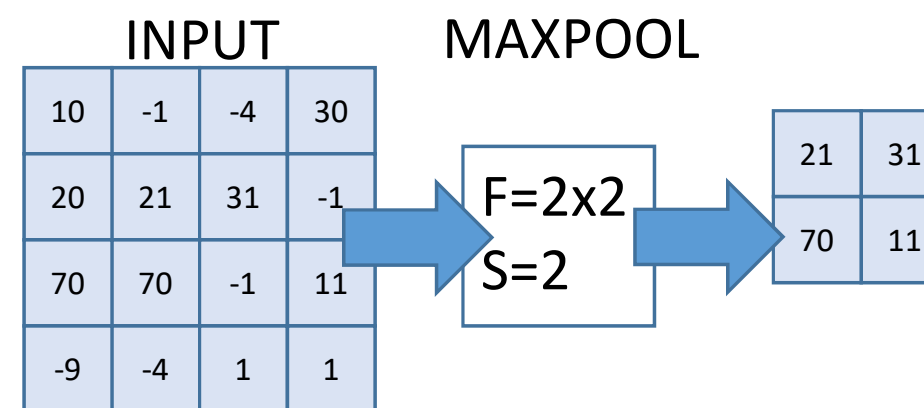 INPUT
MAXPOOL
10 -1 -4 30
20 21 31 -1
70 70 -1 11
-9 -4 1 1
F=2x2
S=2
21 31
70 11